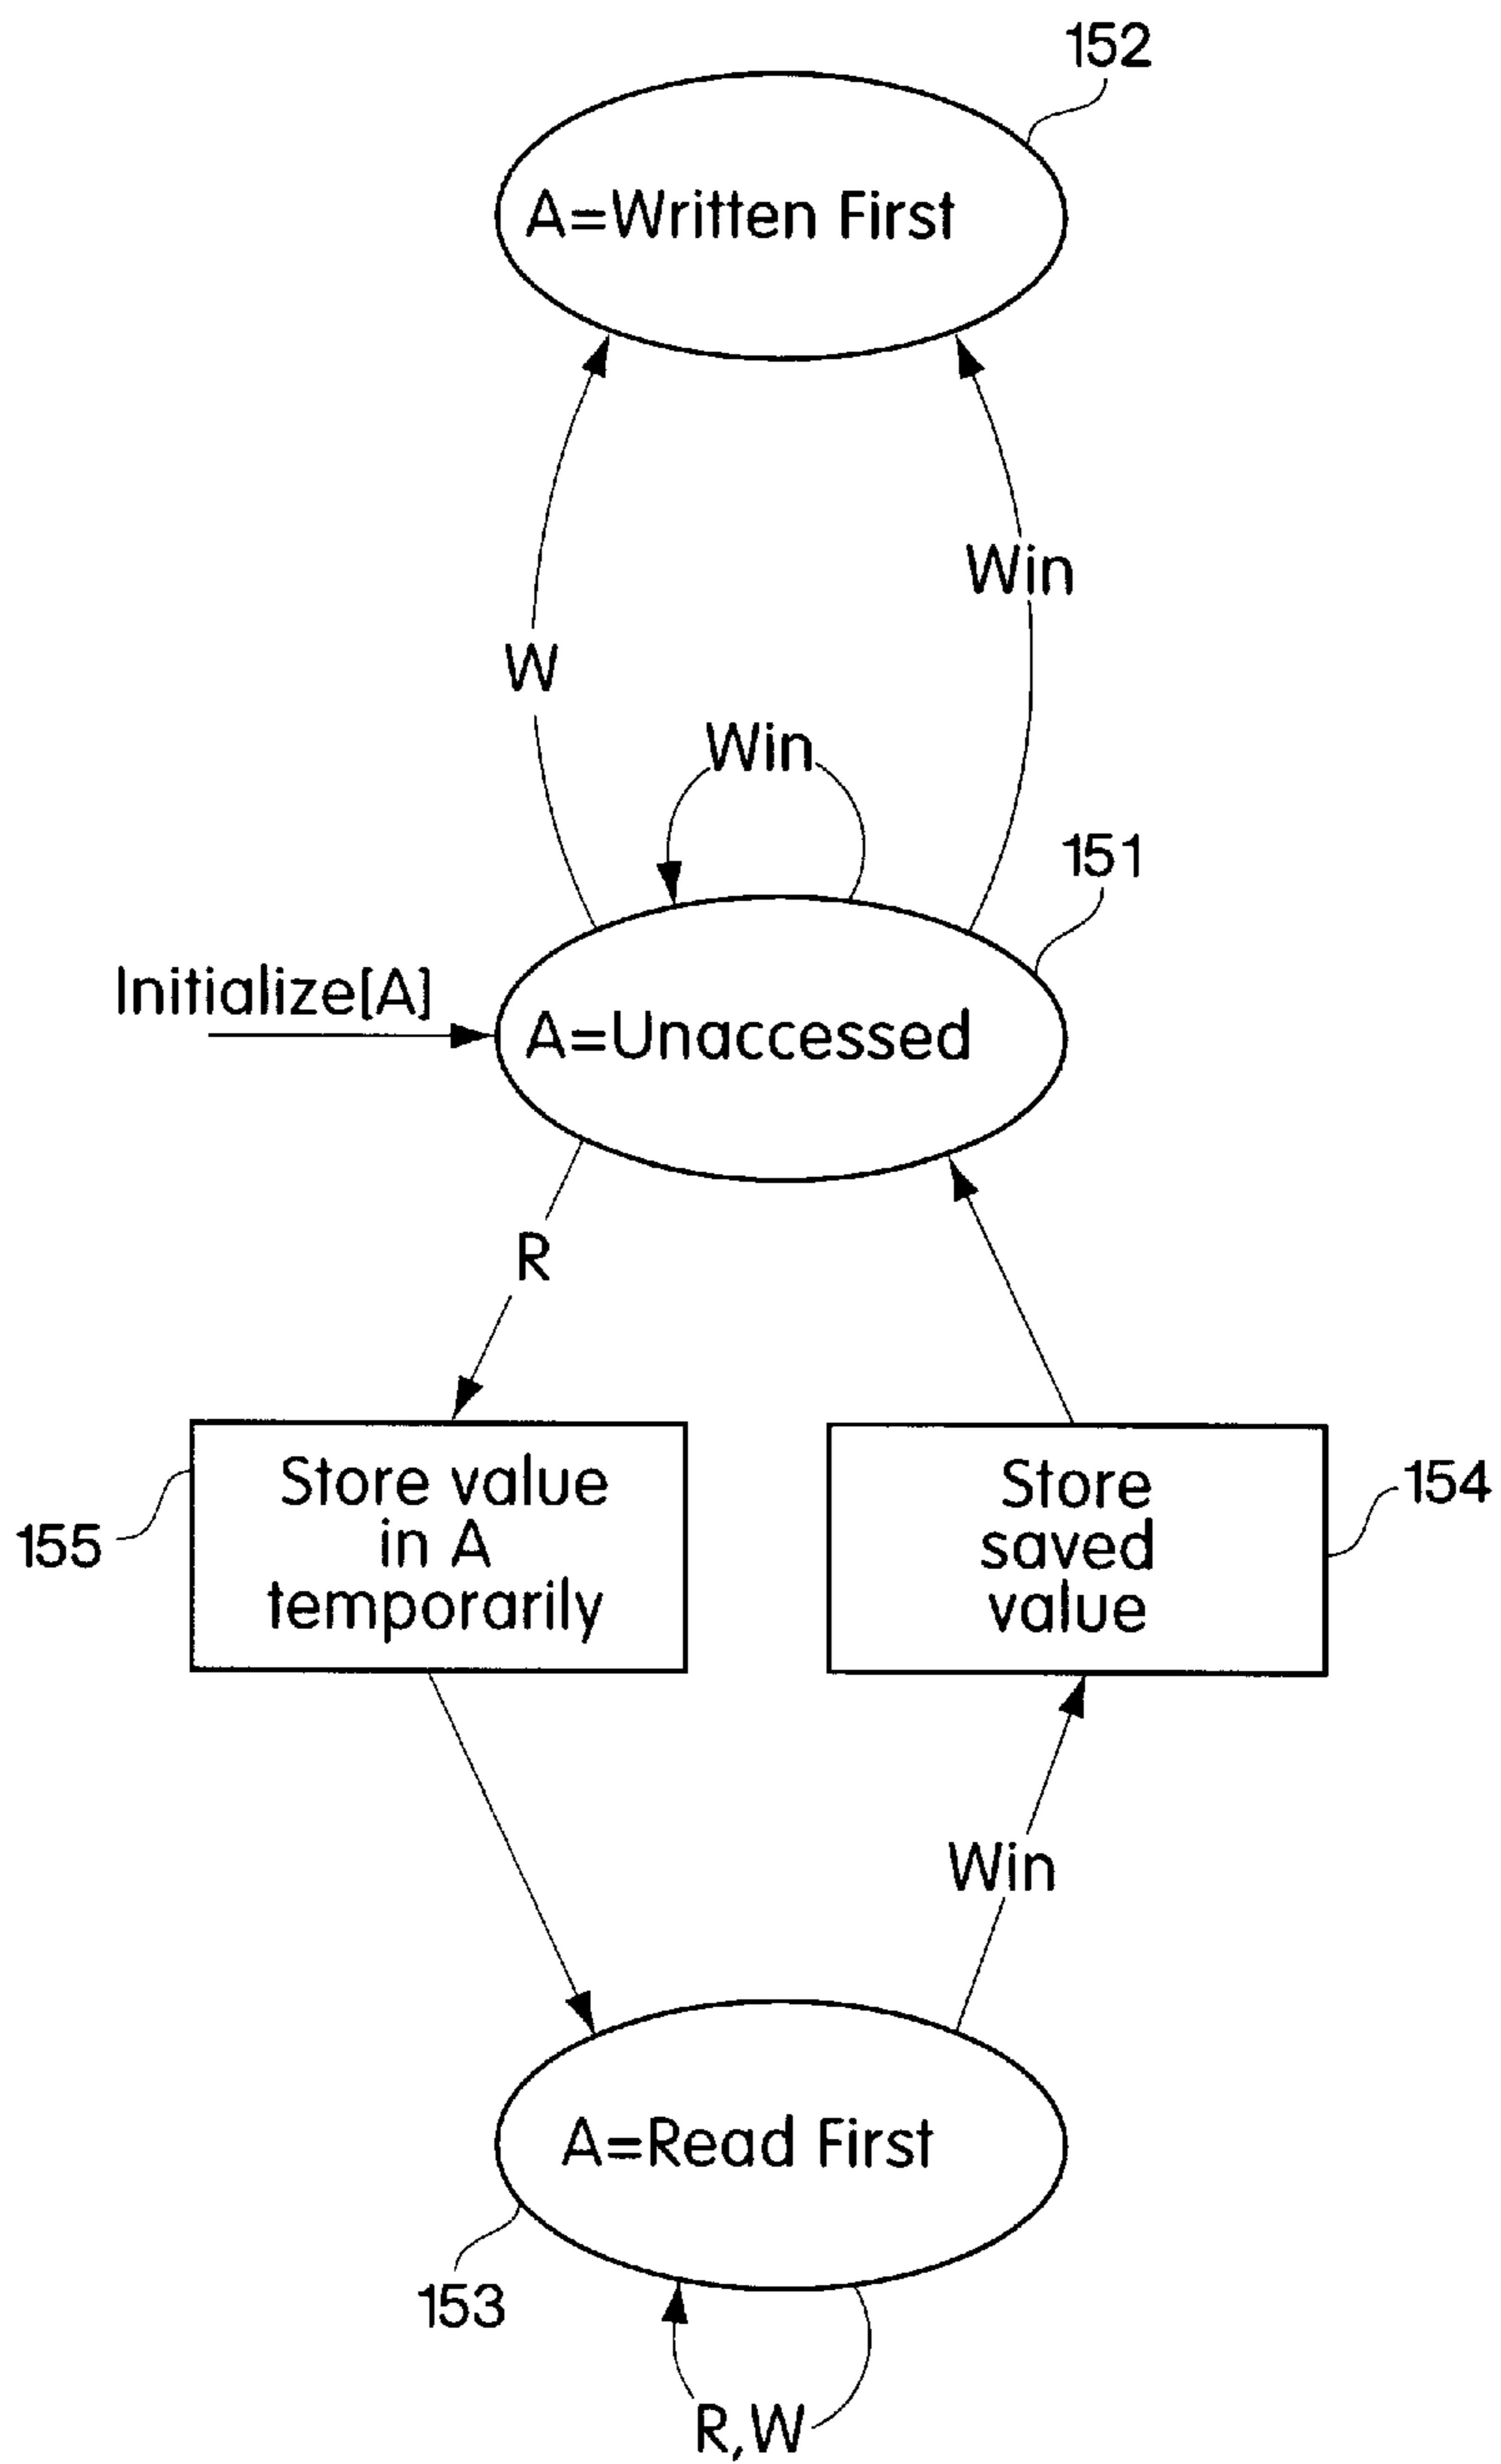 152
A=Written First
Win
W
Win
151
Initialize[A]
A=Unaccessed
R
Store value
in A
temporarily
155
Store
saved
value
154
Win
A=Read First
153
R,W